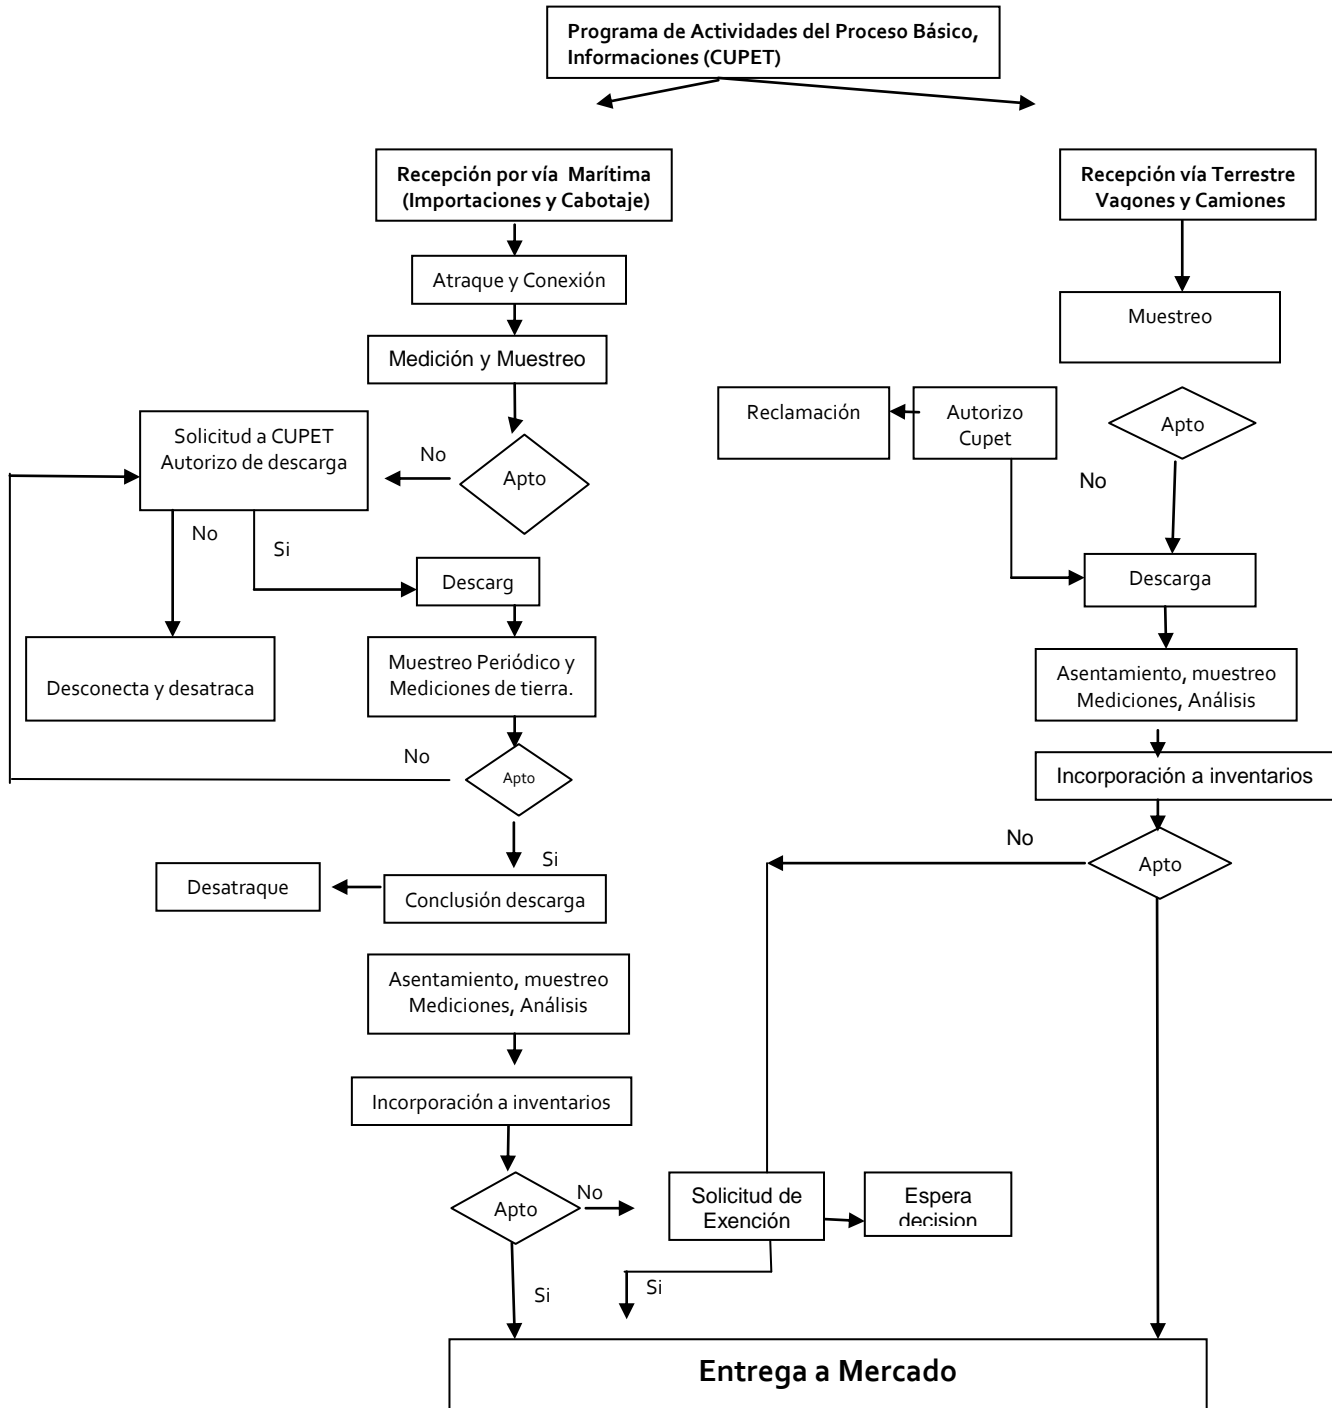 Programa de Actividades del Proceso Básico,
Informaciones (CUPET)
Recepción por vía Marítima
(Importaciones y Cabotaje)
Recepción vía Terrestre
Vagones y Camiones
Atraque y Conexión
Muestreo
Medición y Muestreo
Reclamación
Autorizo
Cupet
Apto
Solicitud a CUPET
Autorizo de descarga
No
Apto
No
No
Si
Descarg
Descarga
Muestreo Periódico y
Mediciones de tierra.
Desconecta y desatraca
Asentamiento, muestreo
Mediciones, Análisis
No
Apto
Incorporación a inventarios
No
Apto
Si
Desatraque
Conclusión descarga
Asentamiento, muestreo
Mediciones, Análisis
Incorporación a inventarios
Apto
No
Solicitud de
Exención
Espera
decision
Si
Si
Entrega a Mercado